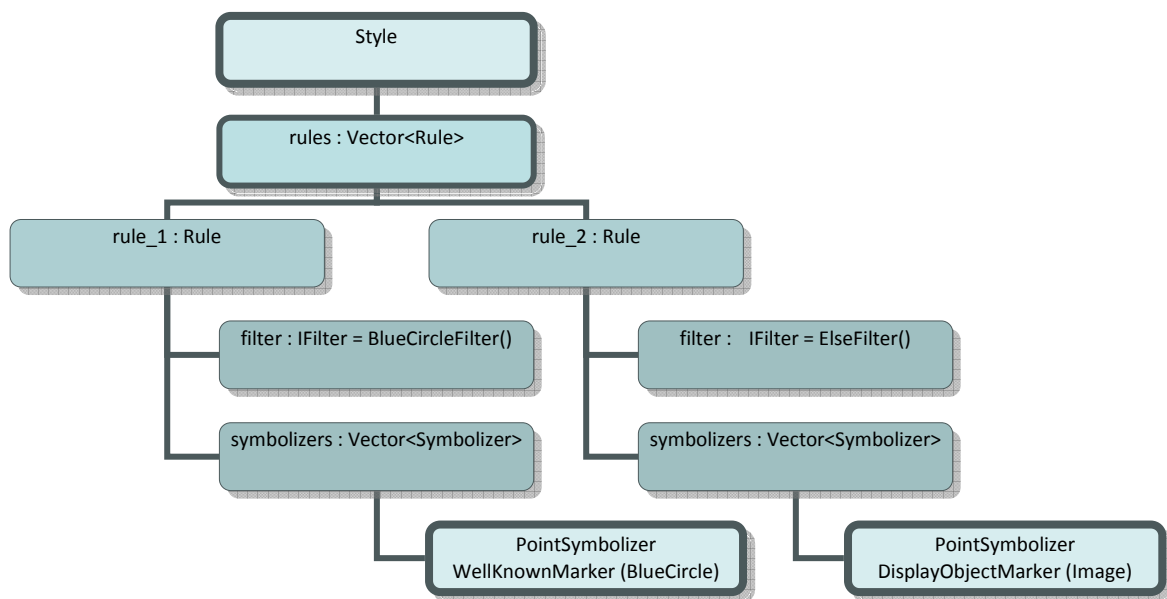 Style
rules : Vector<Rule>
rule_1 : Rule
rule_2 : Rule
filter : IFilter = BlueCircleFilter()
filter :   IFilter = ElseFilter()
symbolizers : Vector<Symbolizer>
symbolizers : Vector<Symbolizer>
PointSymbolizer
WellKnownMarker (BlueCircle)
PointSymbolizer
DisplayObjectMarker (Image)